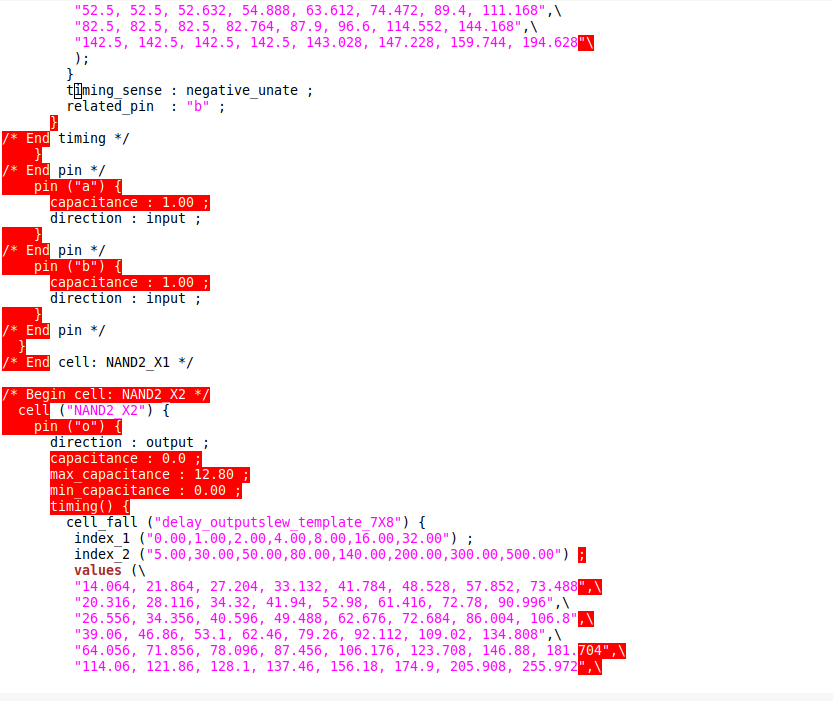 "52.5, 52.5, 52.632, 54.888, 63.612, 74.472, 89.4, 111.168",\
"82.5, 82.5, 82.5, 82.764, 87.9, 96.6, 114.552, 144.168",\
"142.5, 142.5, 142.5, 142.5, 143.028, 147.228, 159.744, 194.628"\
);
}
timing_sense : negative_unate ;
related_pin  : "b" ;
}
/* End timing */
}
/* End pin */
pin ("a") {
capacitance : 1.00 ;
direction : input ;
}
/* End pin */
pin ("b") {
capacitance : 1.00 ;
direction : input ;
}
/* End pin */
}
/* End cell: NAND2_X1 */
/* Begin cell: NAND2_X2 */
cell ("NAND2_X2") {
pin ("o") {
direction : output ;
capacitance : 0.0 ;
max_capacitance : 12.80 ;
min_capacitance : 0.00 ;
timing() {
cell_fall ("delay_outputslew_template_7X8") {
index_1 ("0.00,1.00,2.00,4.00,8.00,16.00,32.00") ;
index_2 ("5.00,30.00,50.00,80.00,140.00,200.00,300.00,500.00") ;
values (\
"14.064, 21.864, 27.204, 33.132, 41.784, 48.528, 57.852, 73.488",\
"20.316, 28.116, 34.32, 41.94, 52.98, 61.416, 72.78, 90.996",\
"26.556, 34.356, 40.596, 49.488, 62.676, 72.684, 86.004, 106.8",\
"39.06, 46.86, 53.1, 62.46, 79.26, 92.112, 109.02, 134.808",\
"64.056, 71.856, 78.096, 87.456, 106.176, 123.708, 146.88, 181.704",\
"114.06, 121.86, 128.1, 137.46, 156.18, 174.9, 205.908, 255.972",\